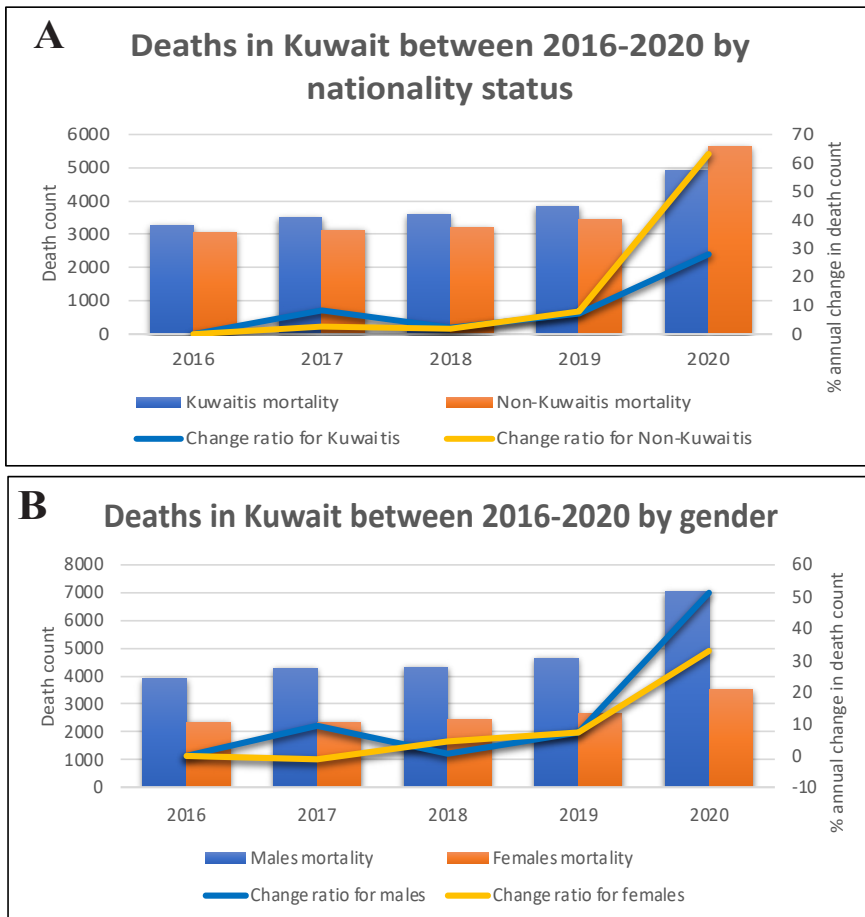 A
Deaths in Kuwait between 2016-2020 by
nationality status
6000
5000
4000
3000
2000
1000
0
Death count
70
60
50
40
30
20
10
0
% annual change in death count
2016 2017 2018 2019 2020
Kuwaitis mortality Non-Kuwaitis mortality
Change ratio for Kuwaitis Change ratio for Non-Kuwaitis
B
Deaths in Kuwait between 2016-2020 by gender
8000
7000
6000
5000
4000
3000
2000
1000
0
Death count
60
50
40
30
20
10
0
-10
% annual change in death count
2016 2017 2018 2019 2020
Males mortality Females mortality
Change ratio for males Change ratio for females